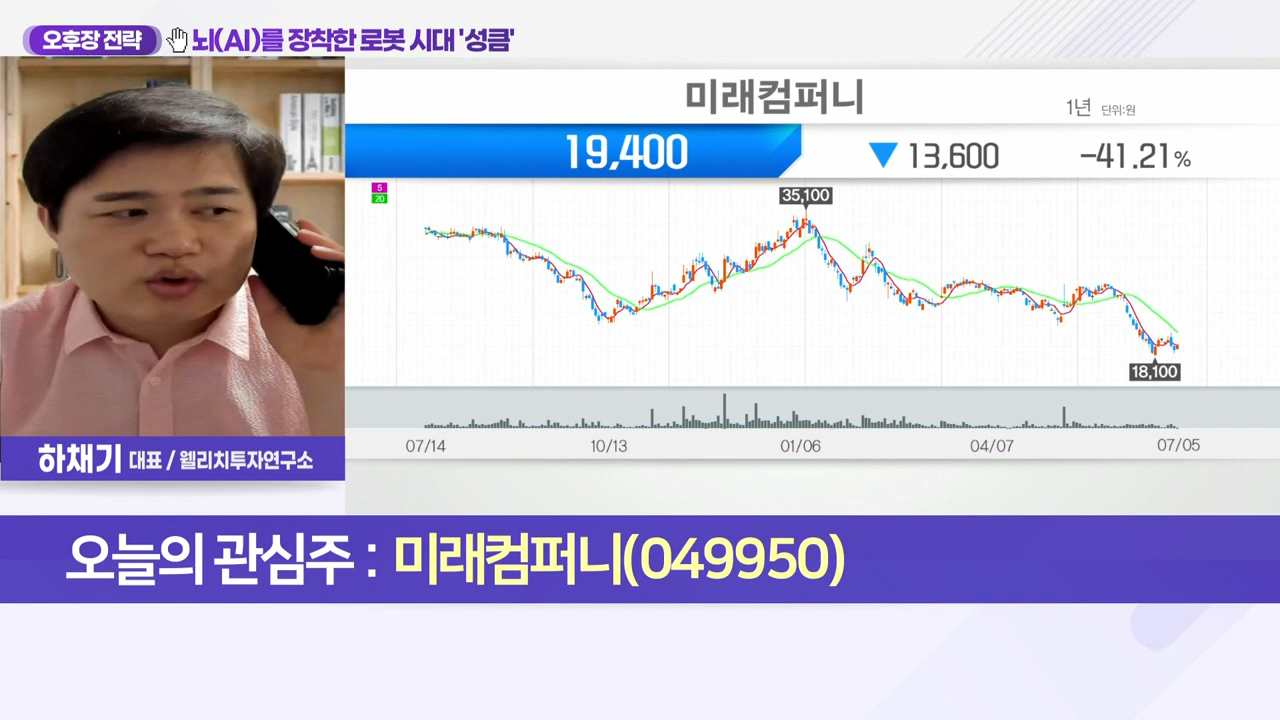 오후장 전략 뇌(AI)를 장착한 로봇 시대 '성큼'
미래컴퍼니
1년 단위:원
19,400 ▼13,600 -41.21%
5
20
35,100
18,100
07/14 10/13 01/06 04/07 07/05
하채기 대표 / 웰리치투자연구소
오늘의 관심주 : 미래컴퍼니(049950)